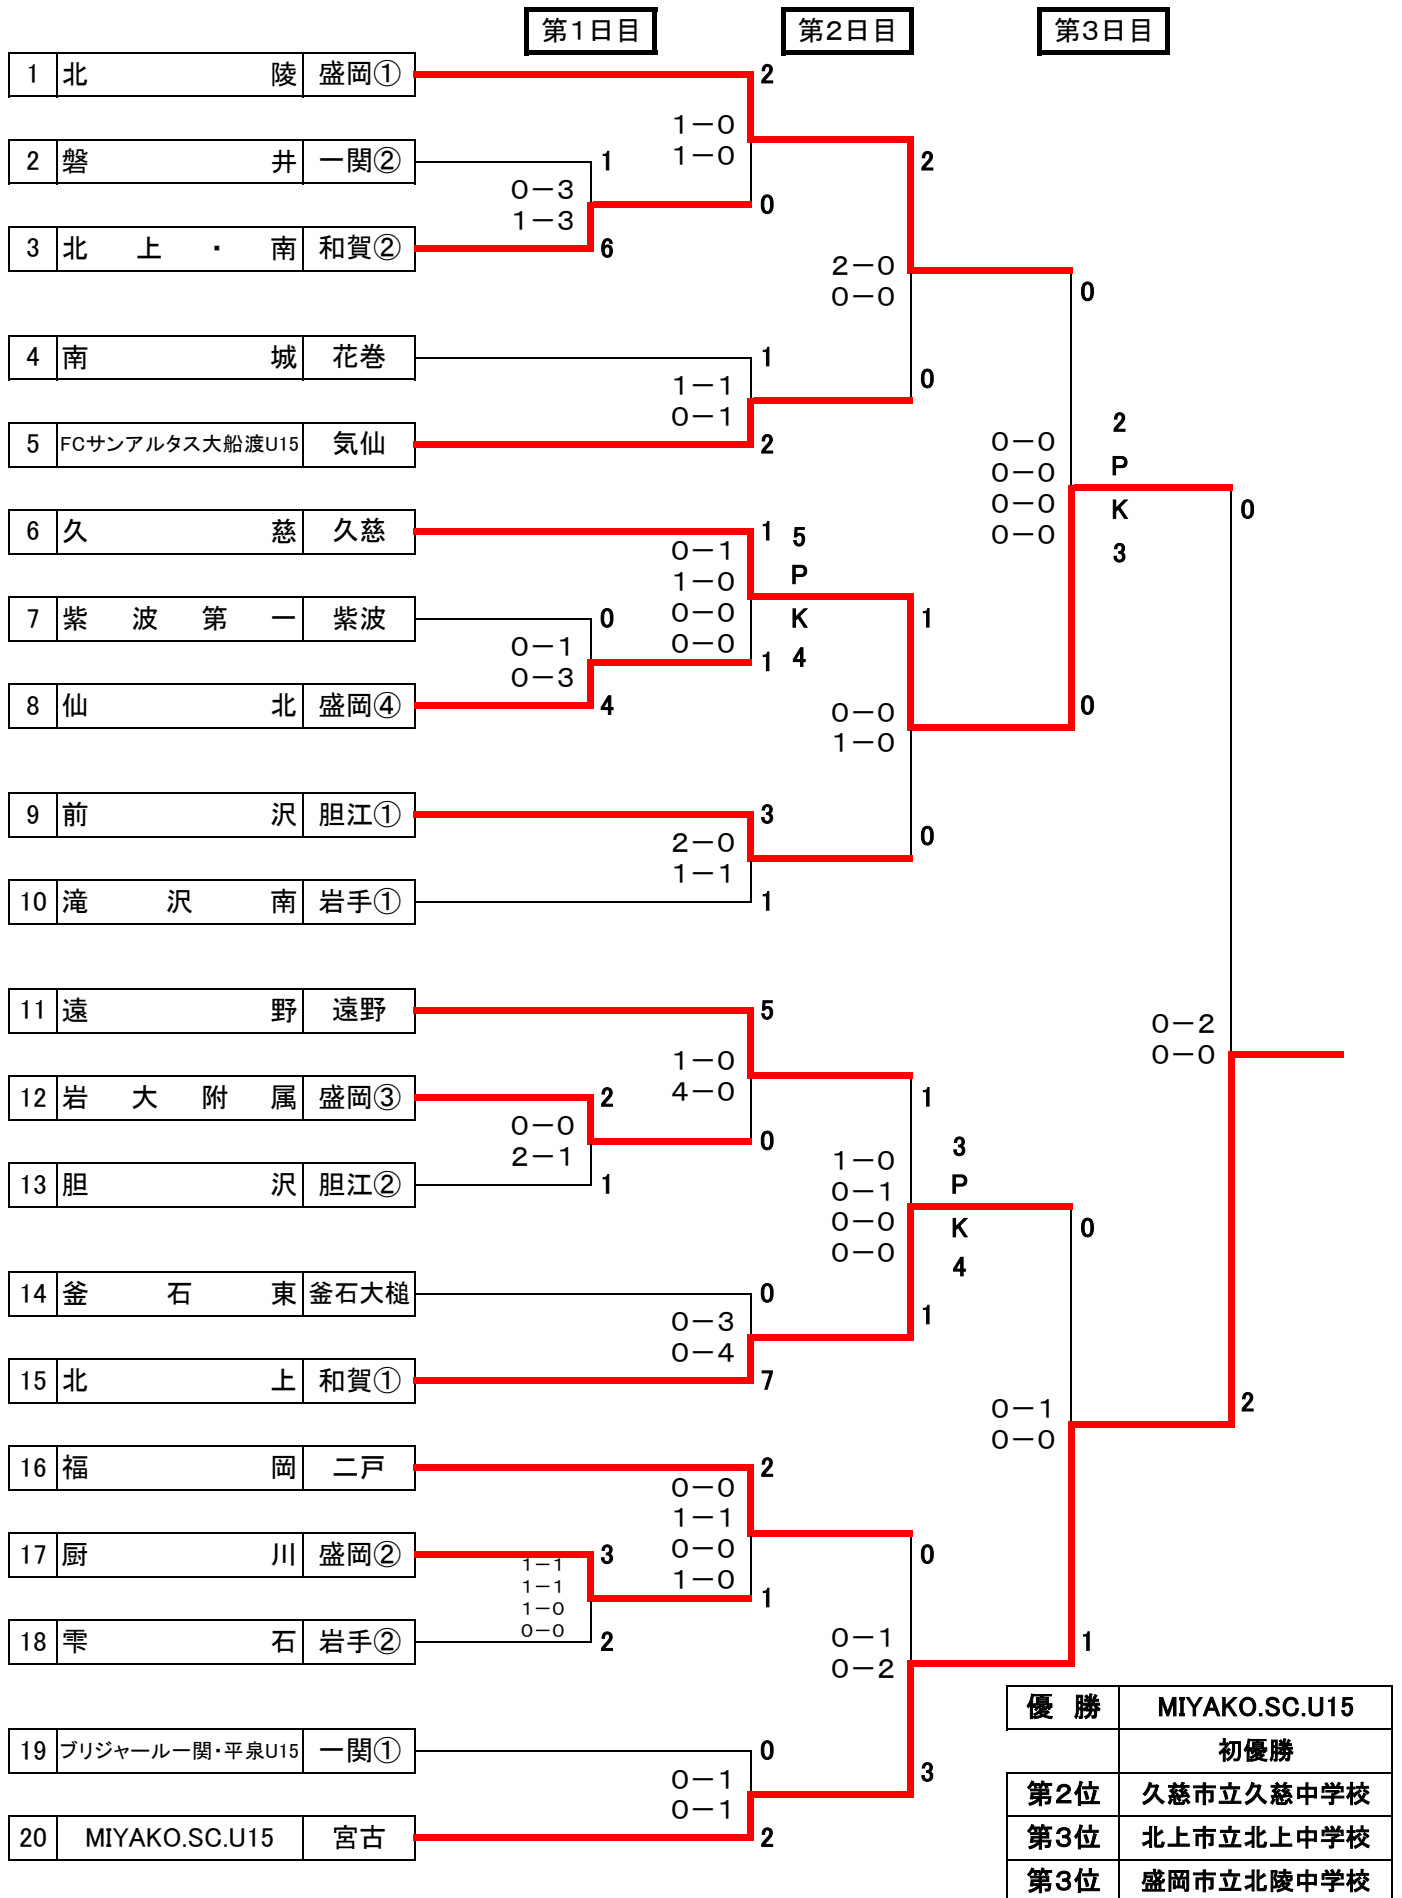 第1日目 第2日目 第3日目
1 北 陵 盛岡① 2
1－0
1－0
2 磐 井 一関② 1 2
0－3
1－3
0
3 北 上 ・ 南 和賀② 6
2－0
0－0
0
4 南 城 花巻 1
1－1
0－1
0
5 FCサンアルタス大船渡U15 気仙 2
0－0
0－0
0－0
0－0
2
P
K
3
0
6 久 慈 久慈 1
0－1
1－0
0－0
0－0
5
P
K
4
7 紫 波 第 一 紫波 0 1
0－1
0－3
1
8 仙 北 盛岡④ 4 0
0－0
1－0
9 前 沢 胆江① 3
2－0
1－1
0
10 滝 沢 南 岩手① 1
11 遠 野 遠野 5
0－2
0－0
1－0
4－0
12 岩 大 附 属 盛岡③ 2 1
0－0
2－1
0
13 胆 沢 胆江② 1
1－0
0－1
0－0
0－0
3
P
K
4
0
14 釜 石 東 釜石大槌 0
0－3
0－4
1
15 北 上 和賀① 7
0－1
0－0
2
16 福 岡 二戸 2
0－0
1－1
0－0
1－0
17 厨 川 盛岡② 3 0
1－1
1－1
1－0
0－0
1
18 雫 石 岩手② 2
0－1
0－2
1
19 ブリジャール一関・平泉U15 一関① 0
0－1
0－1
3
20 MIYAKO.SC.U15 宮古 2
優 勝 MIYAKO.SC.U15
初優勝
第2位 久慈市立久慈中学校
第3位 北上市立北上中学校
第3位 盛岡市立北陵中学校